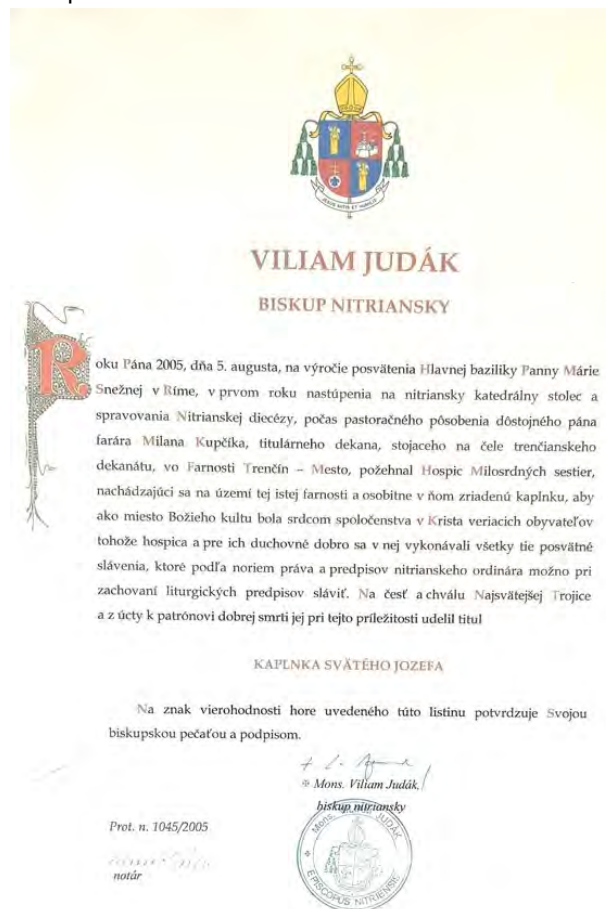 JESUS SATOR ET MESSIS
VILIAM JUDÁK
BISKUP NITRIANSKY
Roku Pána 2005, dňa 5. augusta, na výročie posvätenia Hlavnej baziliky Panny Márie
Snežnej v Ríme, v prvom roku nastúpenia na nitriansky katedrálny stolec a
spravovania Nitrianskej diecézy, počas pastoračného pôsobenia dôstojného pána
farára Milana Kupčíka, titulárneho dekana, stojaceho na čele trenčianskeho
dekanátu, vo Farnosti Trenčín – Mesto, požehnal Hospic Milosrdných sestier,
nachádzajúci sa na území tej istej farnosti a osobitne v ňom zriadenú kaplnku, aby
ako miesto Božieho kultu bola srdcom spoločenstva v Krista veriacich obyvateľov
tohože hospica a pre ich duchovné dobro sa v nej vykonávali všetky tie posvätné
slávenia, ktoré podľa noriem práva a predpisov nitrianskeho ordinára možno pri
zachovaní liturgických predpisov sláviť. Na česť a chválu Najsvätejšej Trojice
a z úcty k patrónovi dobrej smrti jej pri tejto príležitosti udelil titul
KAPLNKA SVÄTÉHO JOZEFA
Na znak vierohodnosti hore uvedeného túto listinu potvrdzuje Svojou
biskupskou pečaťou a podpisom.
Mons. Viliam Judák,
biskup nitriansky
Prot. n. 1045/2005
notár
Mons. JUDÁK
EPISCOPUS NITRIENSIS